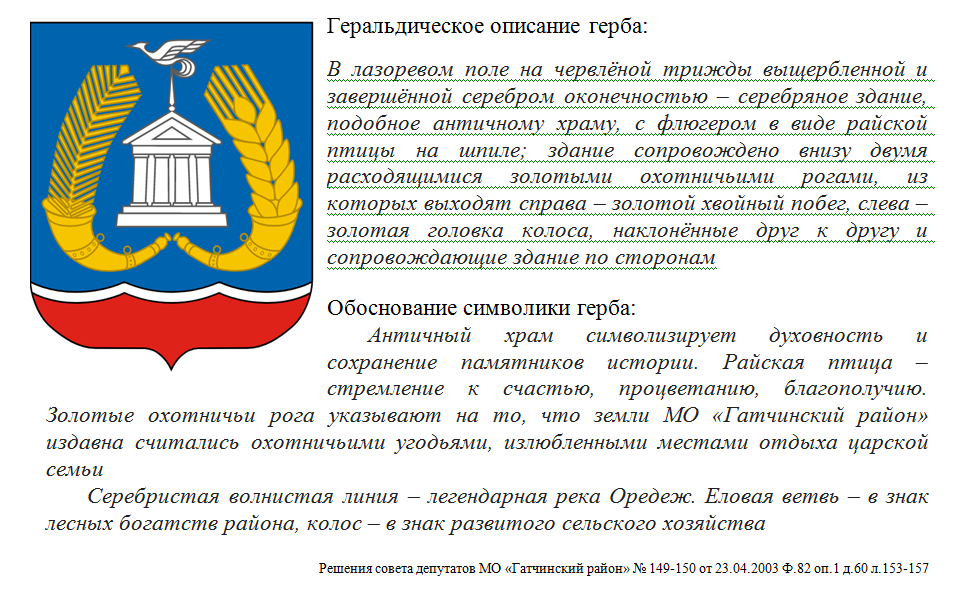 Геральдическое описание герба:
В лазоревом поле на червлёной трижды выщербленной и
завершённой серебром оконечностью – серебряное здание,
подобное античному храму, с флюгером в виде райской
птицы на шпиле; здание сопровождено внизу двумя
расходящимися золотыми охотничьими рогами, из
которых выходят справа – золотой хвойный побег, слева –
золотая головка колоса, наклонённые друг к другу и
сопровождающие здание по сторонам
Обоснование символики герба:
Античный храм символизирует духовность и
сохранение памятников истории. Райская птица –
стремление к счастью, процветанию, благополучию.
Золотые охотничьи рога указывают на то, что земли МО «Гатчинский район»
издавна считались охотничьими угодьями, излюбленными местами отдыха царской
семьи
Серебристая волнистая линия – легендарная река Оредеж. Еловая ветвь – в знак
лесных богатств района, колос – в знак развитого сельского хозяйства
Решения совета депутатов МО «Гатчинский район» № 149-150 от 23.04.2003 Ф.82 оп.1 д.60 л.153-157